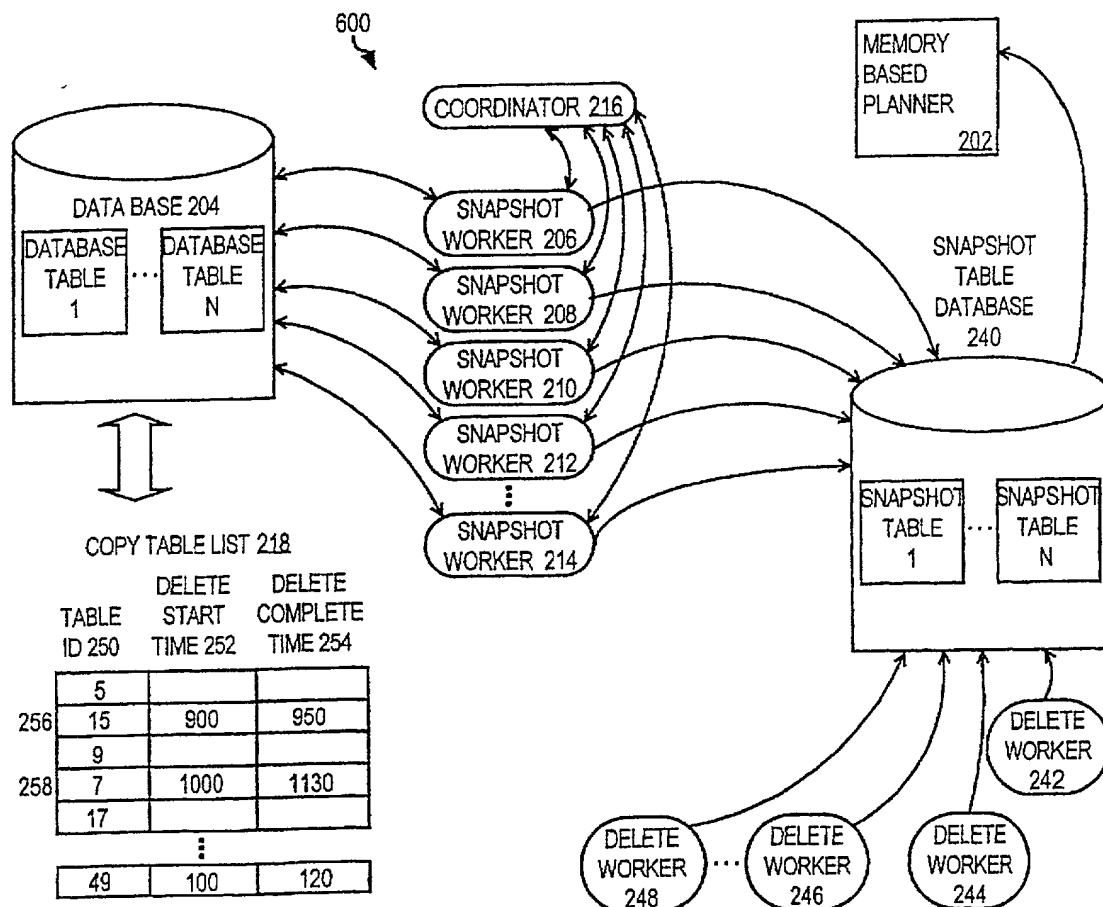 600
COORDINATOR 216
MEMORY
BASED
PLANNER
202
DATA BASE 204
DATABASE
TABLE
1
...
DATABASE
TABLE
N
SNAPSHOT
WORKER 206
SNAPSHOT
WORKER 208
SNAPSHOT
WORKER 210
SNAPSHOT
WORKER 212
SNAPSHOT
WORKER 214
SNAPSHOT
TABLE
DATABASE
240
SNAPSHOT
TABLE
1
...
SNAPSHOT
TABLE
N
COPY TABLE LIST 218
TABLE
ID 250
DELETE
START
TIME 252
DELETE
COMPLETE
TIME 254
5
256 15 900 950
9
258 7 1000 1130
17
49 100 120
DELETE
WORKER
242
DELETE
WORKER
248
...
DELETE
WORKER
246
DELETE
WORKER
244